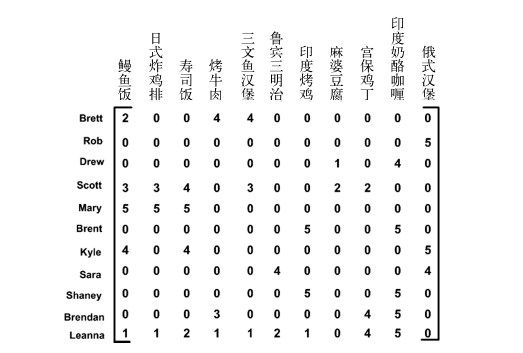 鳗鱼饭 日式炸鸡排 寿司饭 烤牛肉 三文鱼汉堡 鲁宾三明治 印度烤鸡 麻婆豆腐 宫保鸡丁 印度奶酪咖喱 俄式汉堡
Brett 2 0 0 4 4 0 0 0 0 0 0
Rob 0 0 0 0 0 0 0 0 0 0 5
Drew 0 0 0 0 0 0 0 1 0 4 0
Scott 3 3 4 0 3 0 0 2 2 0 0
Mary 5 5 5 0 0 0 0 0 0 0 0
Brent 0 0 0 0 0 0 5 0 0 5 0
Kyle 4 0 4 0 0 0 0 0 0 0 5
Sara 0 0 0 0 0 4 0 0 0 0 4
Shaney 0 0 0 0 0 0 5 0 0 5 0
Brendan 0 0 0 3 0 0 0 0 4 5 0
Leanna 1 1 2 1 1 2 1 0 4 5 0